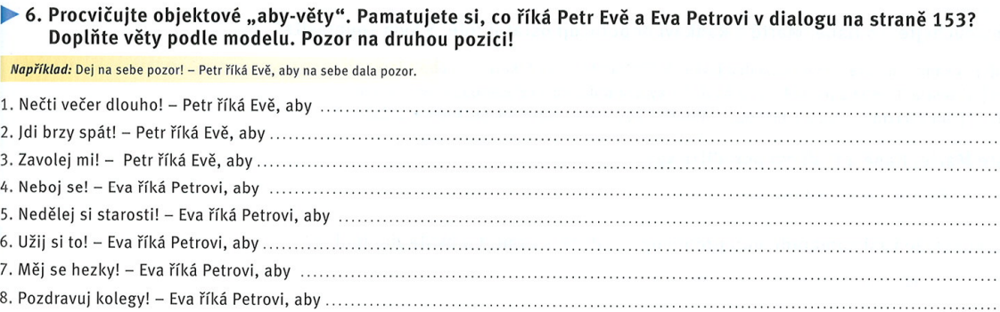 6. Procvičujte objektové „aby-věty“. Pamatujete si, co říká Petr Evě a Eva Petrovi v dialogu na straně 153?
Doplňte věty podle modelu. Pozor na druhou pozici!
Například: Dej na sebe pozor! – Petr říká Evě, aby na sebe dala pozor.
1. Nečti večer dlouho! – Petr říká Evě, aby ....................
2. Jdi brzy spát! – Petr říká Evě, aby ....................
3. Zavolej mi! – Petr říká Evě, aby ....................
4. Neboj se! – Eva říká Petrovi, aby ....................
5. Nedělej si starosti! – Eva říká Petrovi, aby ....................
6. Užij si to! – Eva říká Petrovi, aby ....................
7. Měj se hezky! – Eva říká Petrovi, aby ....................
8. Pozdravuj kolegy! – Eva říká Petrovi, aby ....................